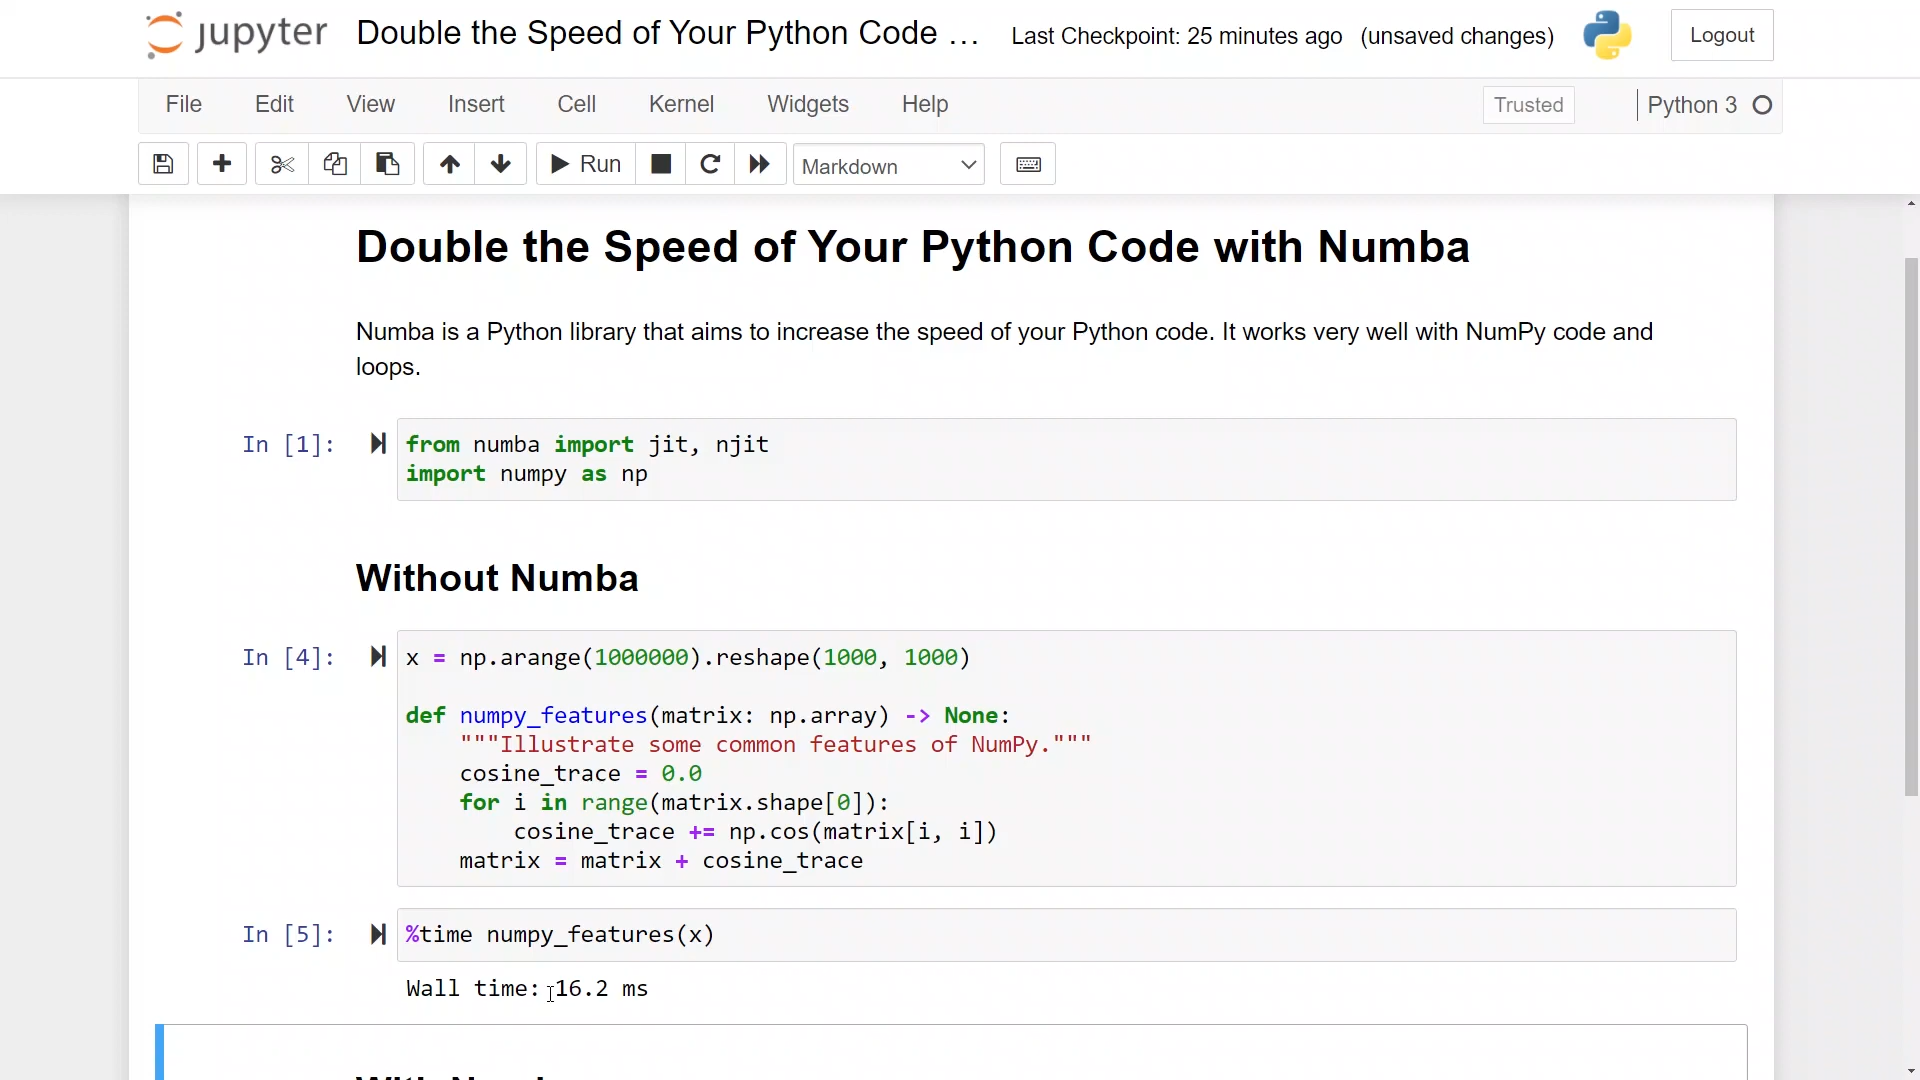 jupyter Double the Speed of Your Python Code ... Last Checkpoint: 25 minutes ago (unsaved changes) Logout
File Edit View Insert Cell Kernel Widgets Help Trusted Python 3
Run Markdown
Double the Speed of Your Python Code with Numba
Numba is a Python library that aims to increase the speed of your Python code. It works very well with NumPy code and
loops.
In [1]: from numba import jit, njit
import numpy as np
Without Numba
In [4]: x = np.arange(1000000).reshape(1000, 1000)
def numpy_features(matrix: np.array) -> None:
"""Illustrate some common features of NumPy."""
cosine_trace = 0.0
for i in range(matrix.shape[0]):
cosine_trace += np.cos(matrix[i, i])
matrix = matrix + cosine_trace
In [5]: %time numpy_features(x)
Wall time: 16.2 ms